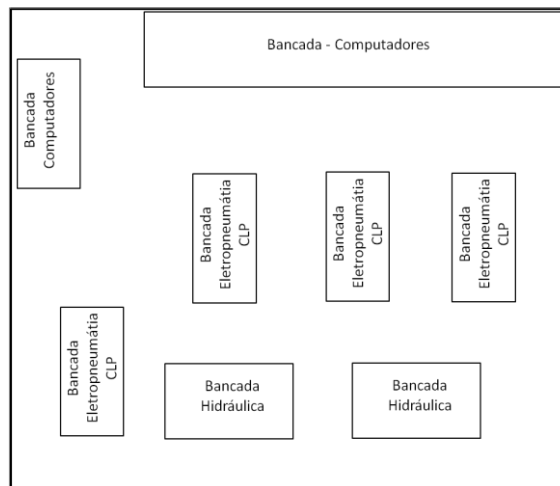 Bancada - Computadores
Bancada
Computadores
Bancada
Eletropneumátia
CLP
Bancada
Eletropneumátia
CLP
Bancada
Eletropneumátia
CLP
Bancada
Eletropneumátia
CLP
Bancada
Hidráulica
Bancada
Hidráulica